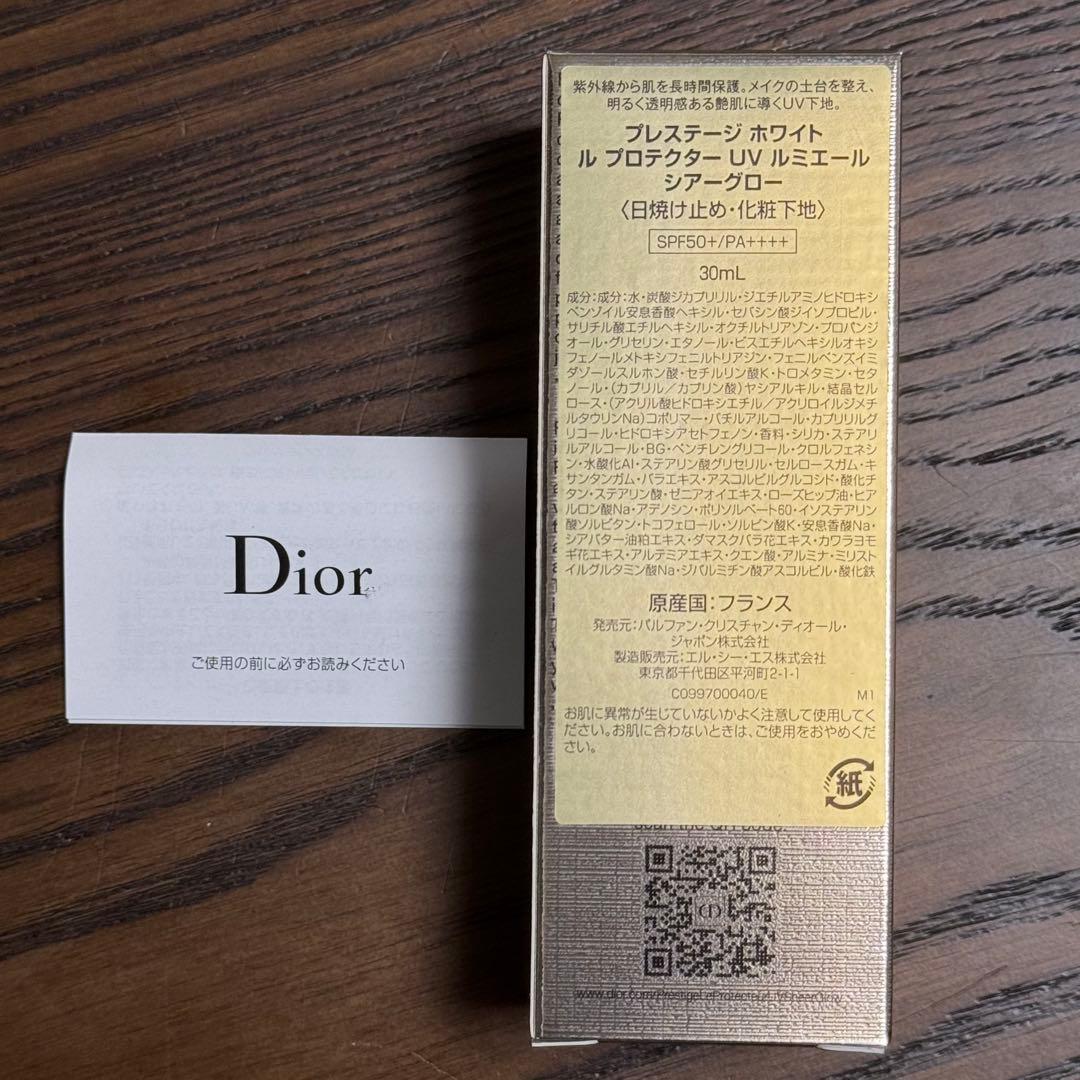 Dior
ご使用の前に必ずお読みください
紫外線から肌を長時間保護。メイクの土台を整え、
明るく透明感ある艶肌に導くUV下地。
プレステージ ホワイト
ル プロテクター UV ルミエール
シアーグロー
〈日焼け止め・化粧下地〉
SPF50+/PA++++
30mL
成分:成分:水・炭酸ジカプリリル・ジエチルアミノヒドロキシ
ベンゾイル安息香酸ヘキシル・セバシン酸ジイソプロピル・
サリチル酸エチルヘキシル・オクチルトリアゾン・プロパンジ
オール・グリセリン・エタノール・ビスエチルヘキシルオキシ
フェノールメトキシフェニルトリアジン・フェニルベンズイミ
ダゾールスルホン酸・セチルリン酸K・トロメタミン・セタ
ノール・(カプリル/カプリン酸)ヤシアルキル・結晶セル
ロース・(アクリル酸ヒドロキシエチル/アクリロイルジメチ
ルタウリンNa)コポリマー・バチルアルコール・カプリリルグ
リコール・ヒドロキシアセトフェノン・香料・シリカ・ステアリ
ルアルコール・BG・ペンチレングリコール・クロルフェネシ
ン・水酸化Al・ステアリン酸グリセリル・セルロースガム・キ
サンタンガム・バラエキス・アスコルビルグルコシド・酸化チ
タン・ステアリン酸・ゼニアオイエキス・ローズヒップ油・ヒア
ルロン酸Na・アデノシン・ポリソルベート60・イソステアリン
酸ソルビタン・トコフェロール・ソルビン酸K・安息香酸Na・
シアバター油粕エキス・ダマスクバラ花エキス・カワラヨモ
ギ花エキス・アルテミアエキス・クエン酸・アルミナ・ミリスト
イルグルタミン酸Na・ジパルミチン酸アスコルビル・酸化鉄
原産国:フランス
発売元:パルファン・クリスチャン・ディオール・
ジャポン株式会社
製造販売元:エル・シー・エス株式会社
東京都千代田区平河町2-1-1
C099700040/E M1
お肌に異常が生じていないかよく注意して使用してく
ださい。お肌に合わないときは、ご使用をおやめくだ
さい。
紙